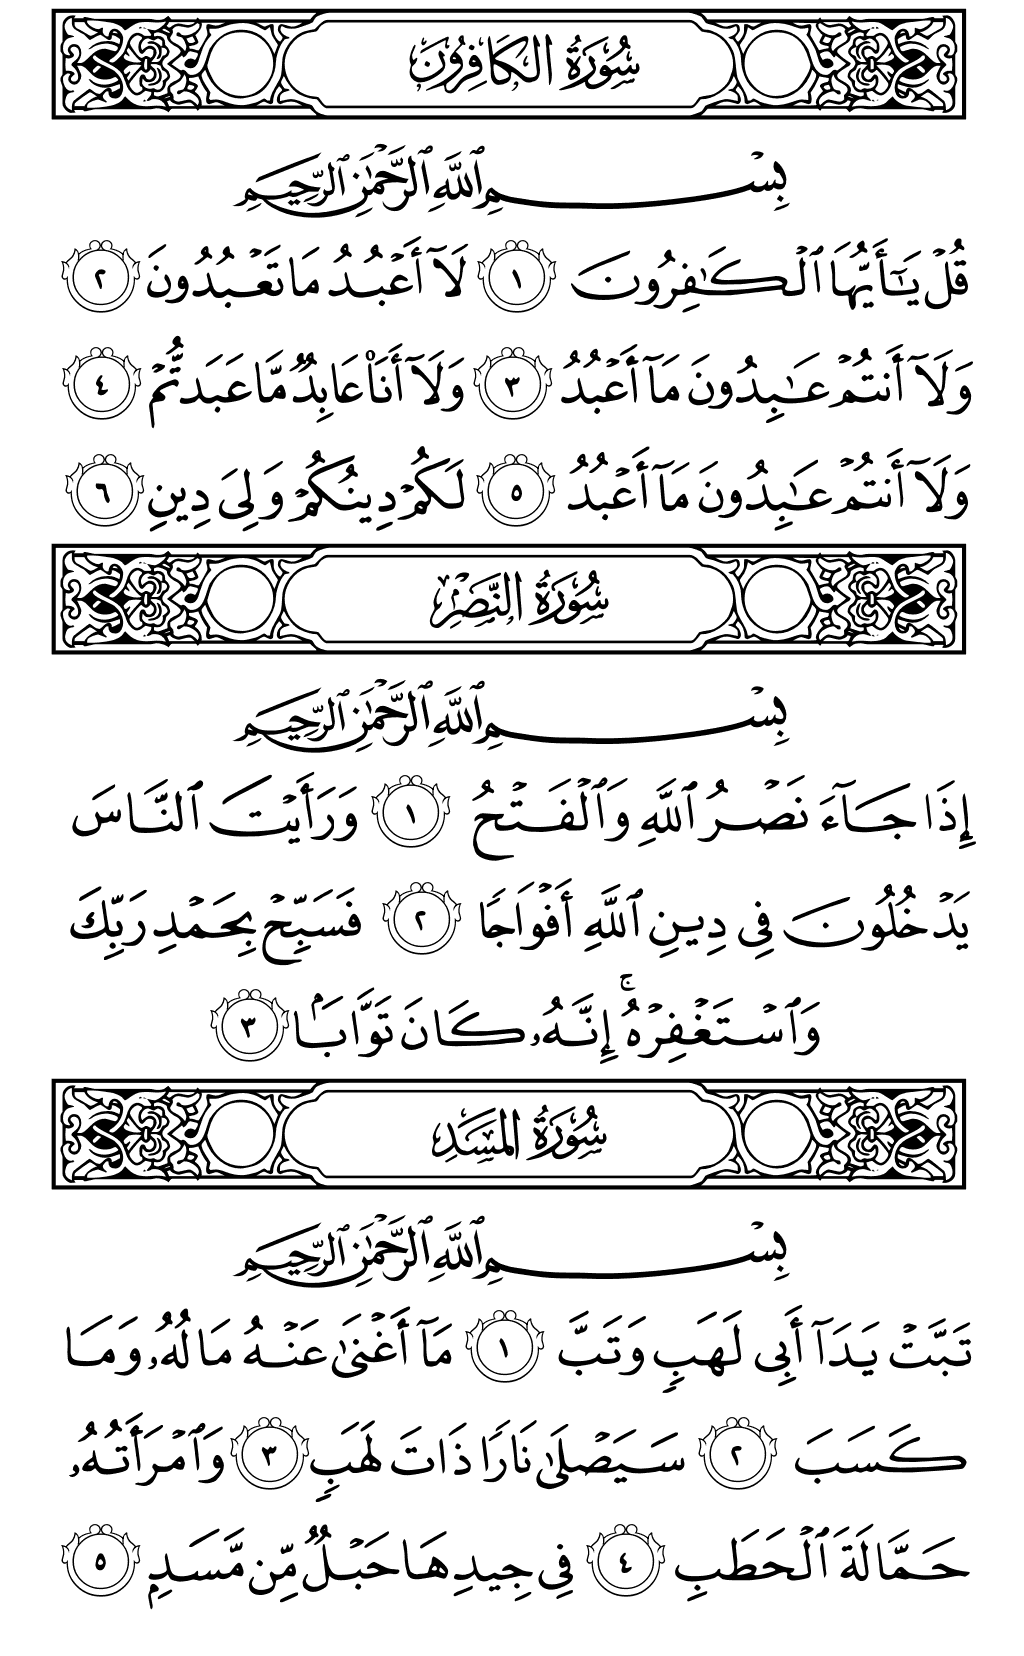 سُورَةُ الكَافِرُونَ
بِسْمِ ٱللَّهِ ٱلرَّحْمَٰنِ ٱلرَّحِيمِ
قُلْ يَٰٓأَيُّهَا ٱلْكَٰفِرُونَ ١ لَآ أَعْبُدُ مَا تَعْبُدُونَ ٢
وَلَآ أَنتُمْ عَٰبِدُونَ مَآ أَعْبُدُ ٣ وَلَآ أَنَا۠ عَابِدٌ مَّا عَبَدتُّمْ ٤
وَلَآ أَنتُمْ عَٰبِدُونَ مَآ أَعْبُدُ ٥ لَكُمْ دِينُكُمْ وَلِىَ دِينِ ٦
سُورَةُ النَّصْرِ
بِسْمِ ٱللَّهِ ٱلرَّحْمَٰنِ ٱلرَّحِيمِ
إِذَا جَآءَ نَصْرُ ٱللَّهِ وَٱلْفَتْحُ ١ وَرَأَيْتَ ٱلنَّاسَ
يَدْخُلُونَ فِى دِينِ ٱللَّهِ أَفْوَاجًا ٢ فَسَبِّحْ بِحَمْدِ رَبِّكَ
وَٱسْتَغْفِرْهُ ۚ إِنَّهُۥ كَانَ تَوَّابًۢا ٣
سُورَةُ المَسَدِ
بِسْمِ ٱللَّهِ ٱلرَّحْمَٰنِ ٱلرَّحِيمِ
تَبَّتْ يَدَآ أَبِى لَهَبٍ وَتَبَّ ١ مَآ أَغْنَىٰ عَنْهُ مَالُهُۥ وَمَا
كَسَبَ ٢ سَيَصْلَىٰ نَارًا ذَاتَ لَهَبٍ ٣ وَٱمْرَأَتُهُۥ
حَمَّالَةَ ٱلْحَطَبِ ٤ فِى جِيدِهَا حَبْلٌ مِّن مَّسَدٍۭ ٥